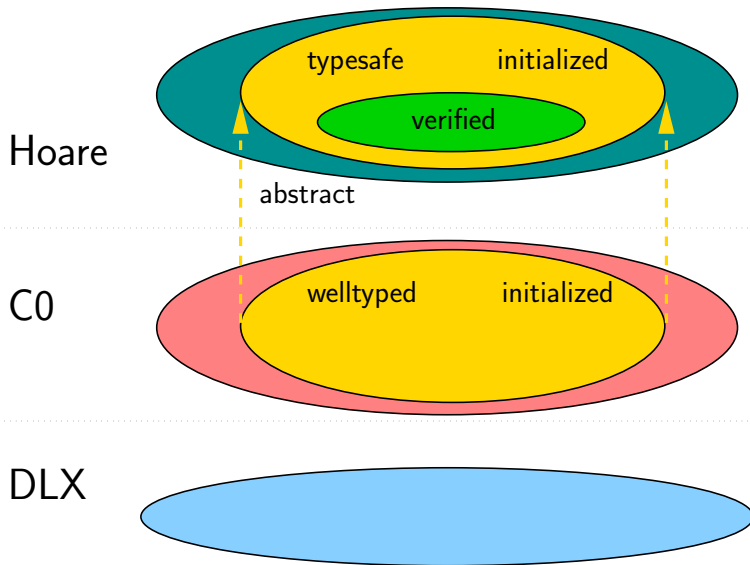 typesafe initialized
verified
Hoare
abstract
C0
welltyped initialized
DLX